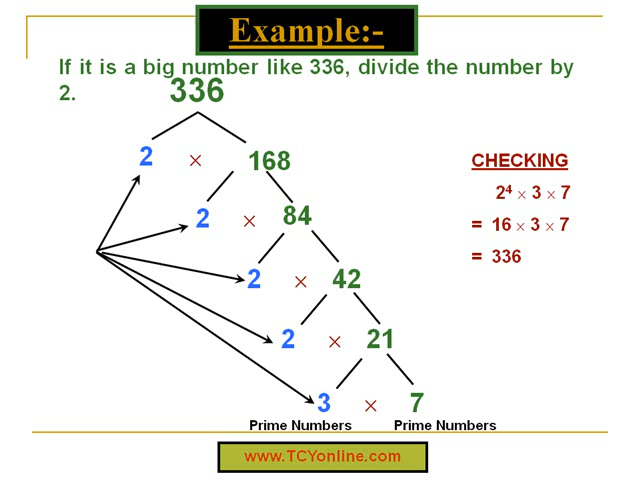 Example:-
If it is a big number like 336, divide the number by
2.
336
2 × 168
2 × 84
2 × 42
2 × 21
3 × 7
Prime Numbers Prime Numbers
CHECKING
2⁴ × 3 × 7
= 16 × 3 × 7
= 336
www.TCYonline.com